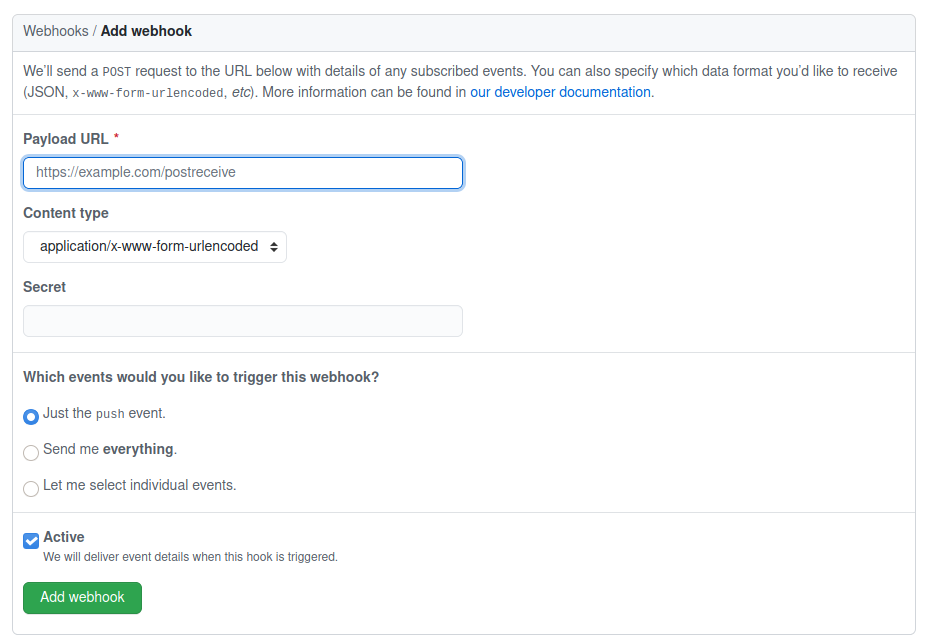 Webhooks / Add webhook
We’ll send a POST request to the URL below with details of any subscribed events. You can also specify which data format you’d like to receive
(JSON, x-www-form-urlencoded, etc). More information can be found in our developer documentation.
Payload URL *
https://example.com/postreceive
Content type
application/x-www-form-urlencoded
Secret
Which events would you like to trigger this webhook?
Just the push event.
Send me everything.
Let me select individual events.
Active
We will deliver event details when this hook is triggered.
Add webhook